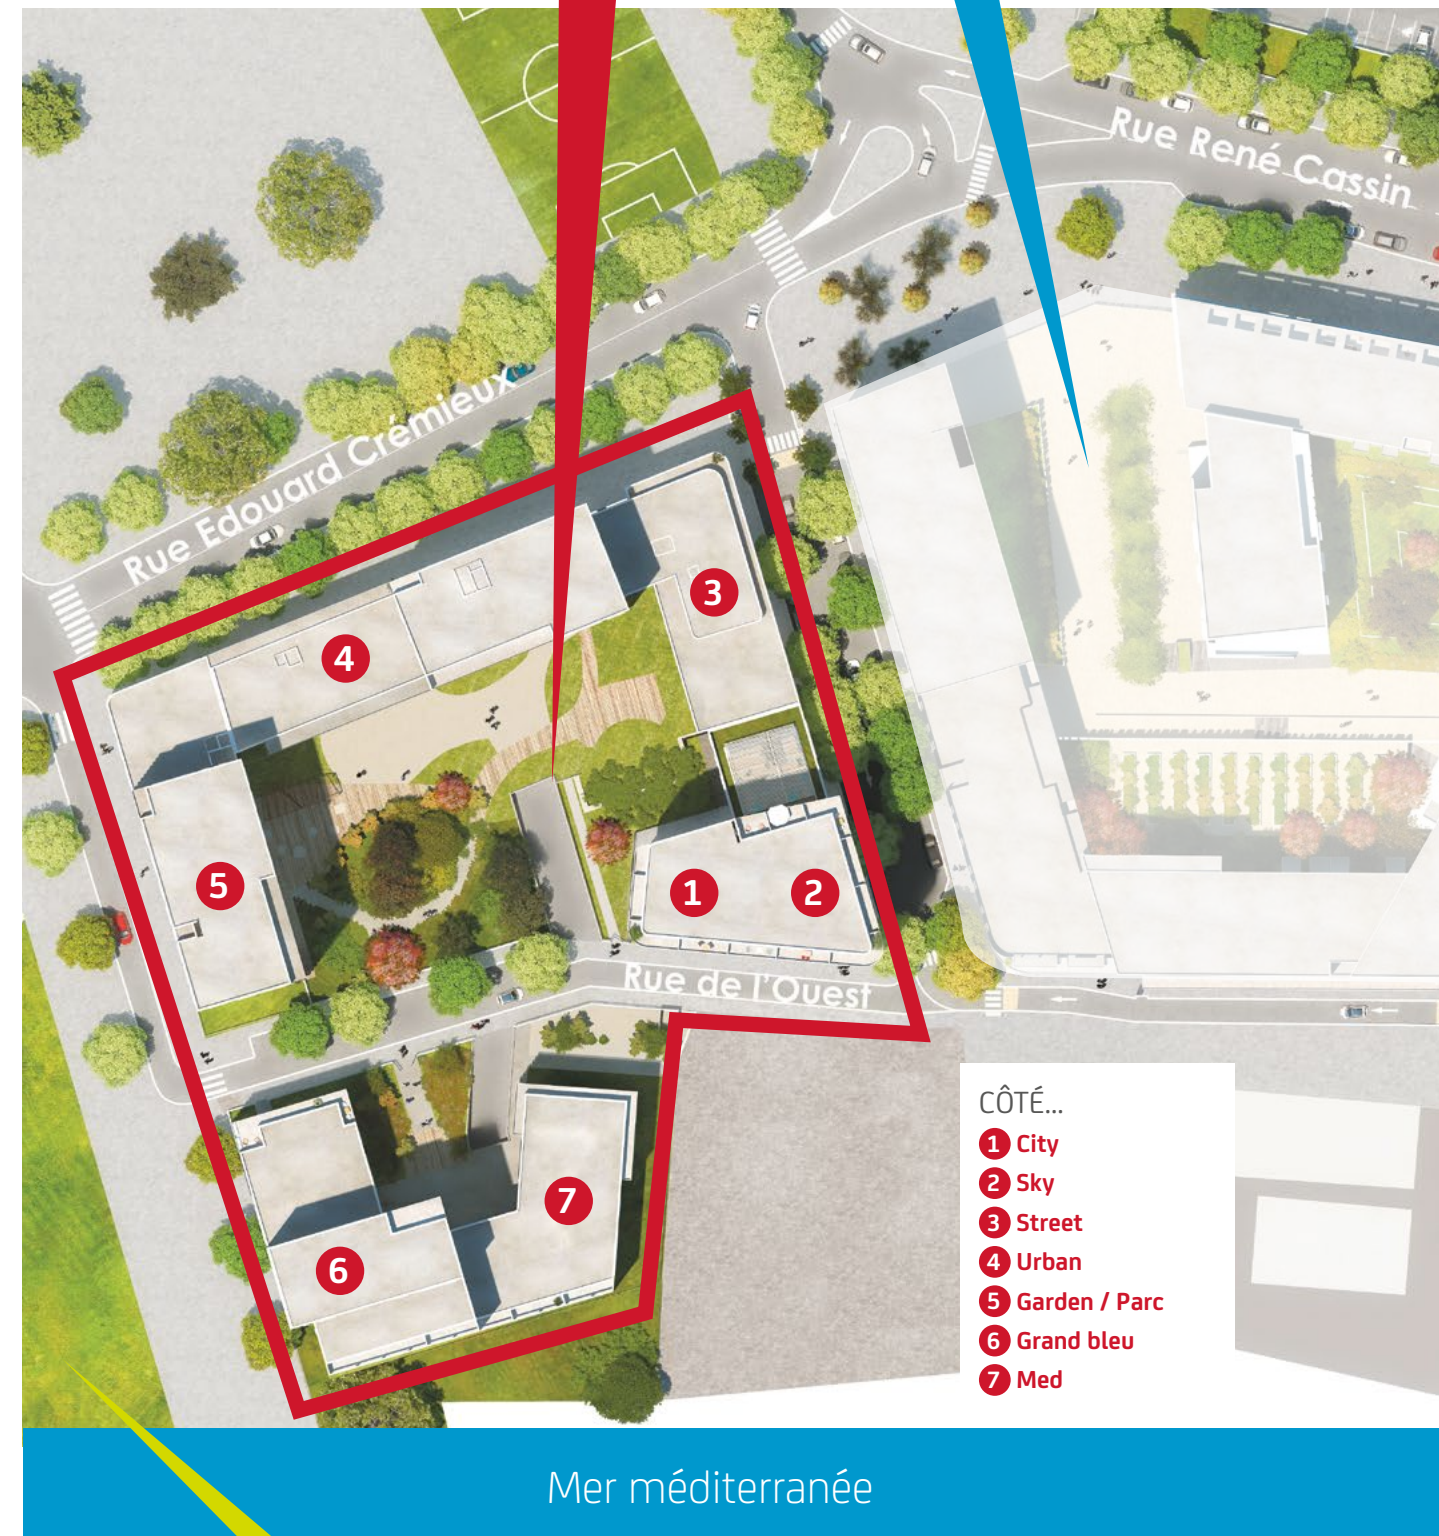 Rue René Cassin
Rue Edouard Crémieux
3
4
5
1
2
Rue de l'Ouest
7
6
CÔTÉ...
1 City
2 Sky
3 Street
4 Urban
5 Garden / Parc
6 Grand bleu
7 Med
Mer méditerranée